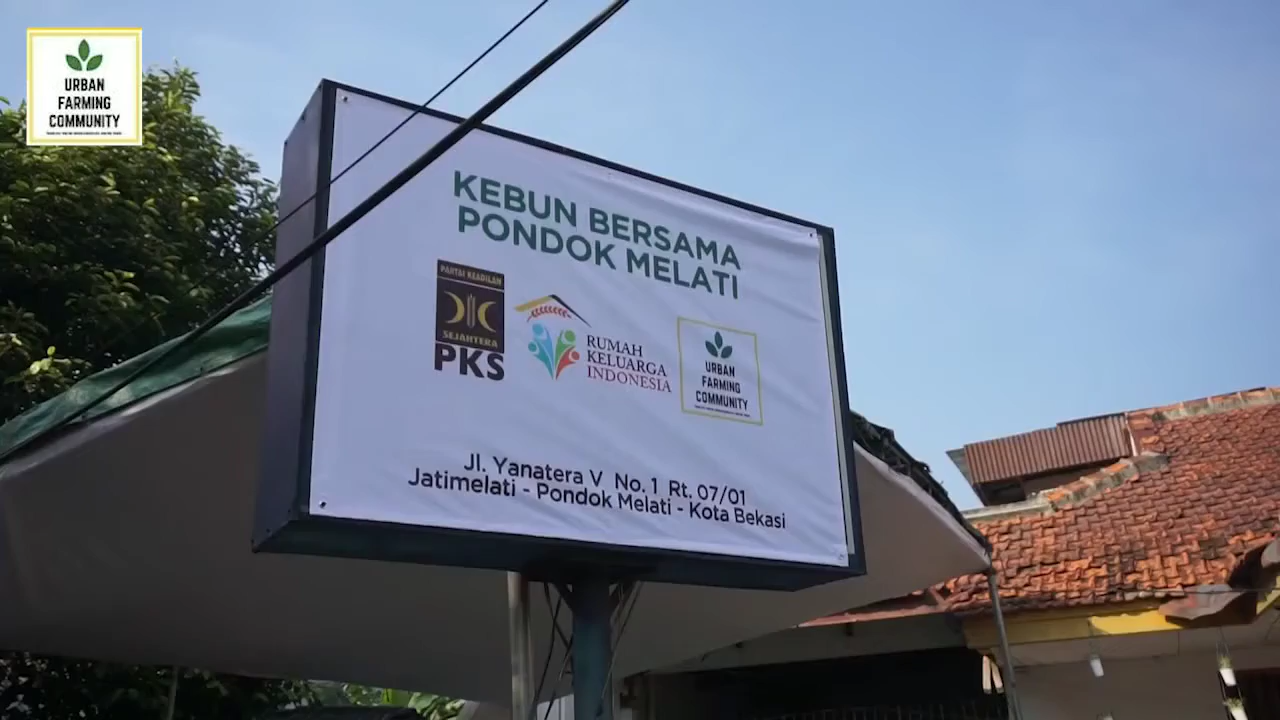 URBAN
FARMING
COMMUNITY
KEBUN BERSAMA
PONDOK MELATI
PARTAI KEADILAN
SEJAHTERA
PKS
RUMAH
KELUARGA
INDONESIA
URBAN
FARMING
COMMUNITY
Jl. Yanatera V No. 1 Rt. 07/01
Jatimelati - Pondok Melati - Kota Bekasi